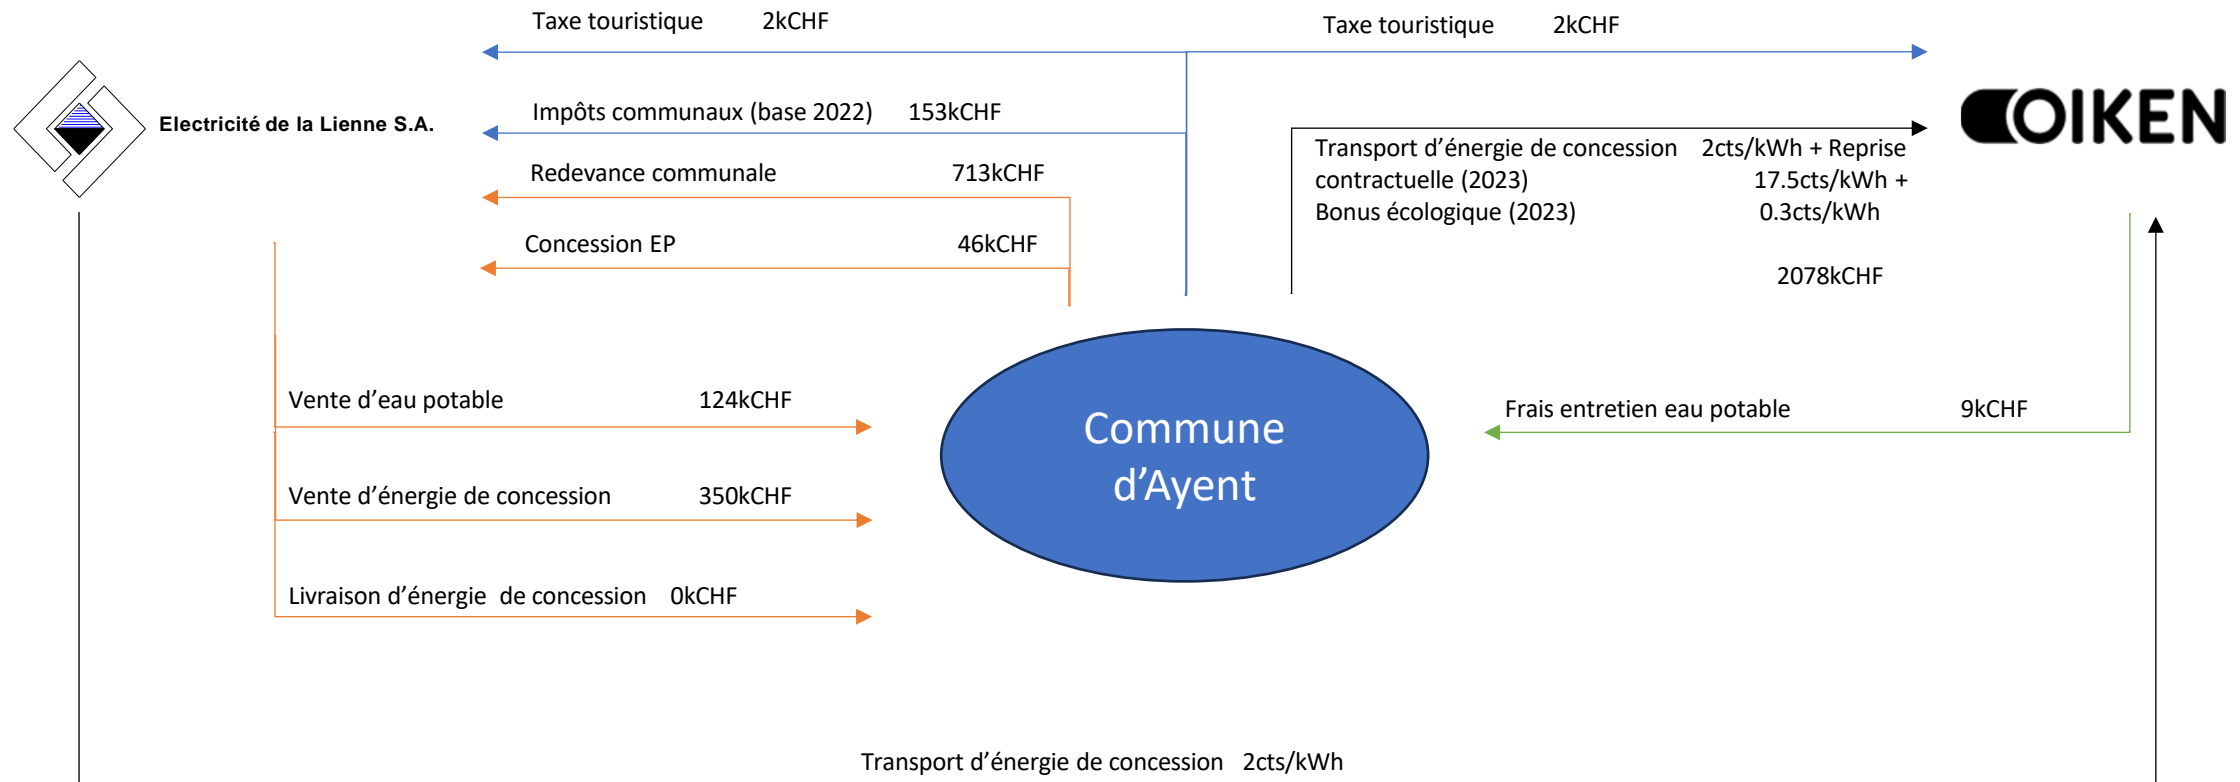 Taxe touristique 2kCHF
Taxe touristique 2kCHF
Electricité de la Lienne S.A.
Impôts communaux (base 2022) 153kCHF
OIKEN
Redevance communale 713kCHF
Transport d’énergie de concession 2cts/kWh + Reprise
contractuelle (2023) 17.5cts/kWh +
Bonus écologique (2023) 0.3cts/kWh
2078kCHF
Concession EP 46kCHF
Vente d’eau potable 124kCHF
Commune
d’Ayent
Frais entretien eau potable 9kCHF
Vente d’énergie de concession 350kCHF
Livraison d’énergie de concession 0kCHF
Transport d’énergie de concession 2cts/kWh